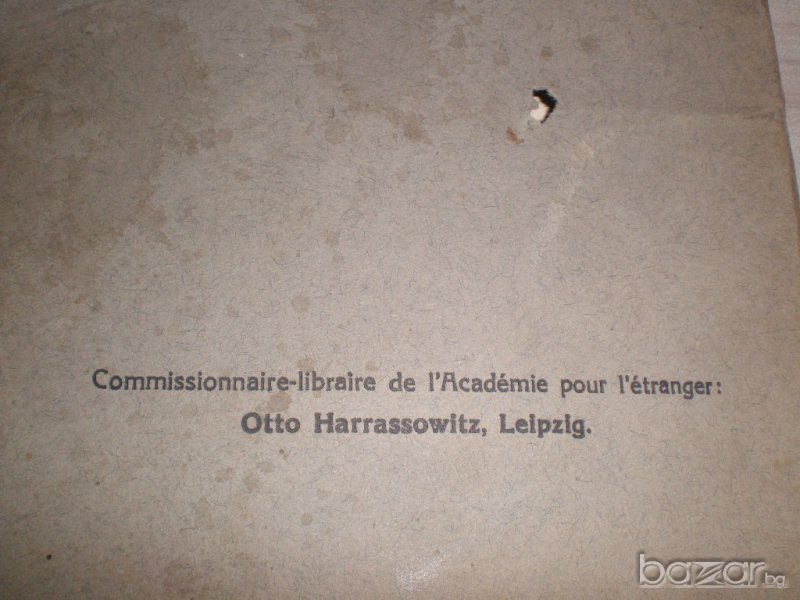 Commissionnaire-libraire de l'Académie pour l'étranger:
Otto Harrassowitz, Leipzig.
bazar.bg